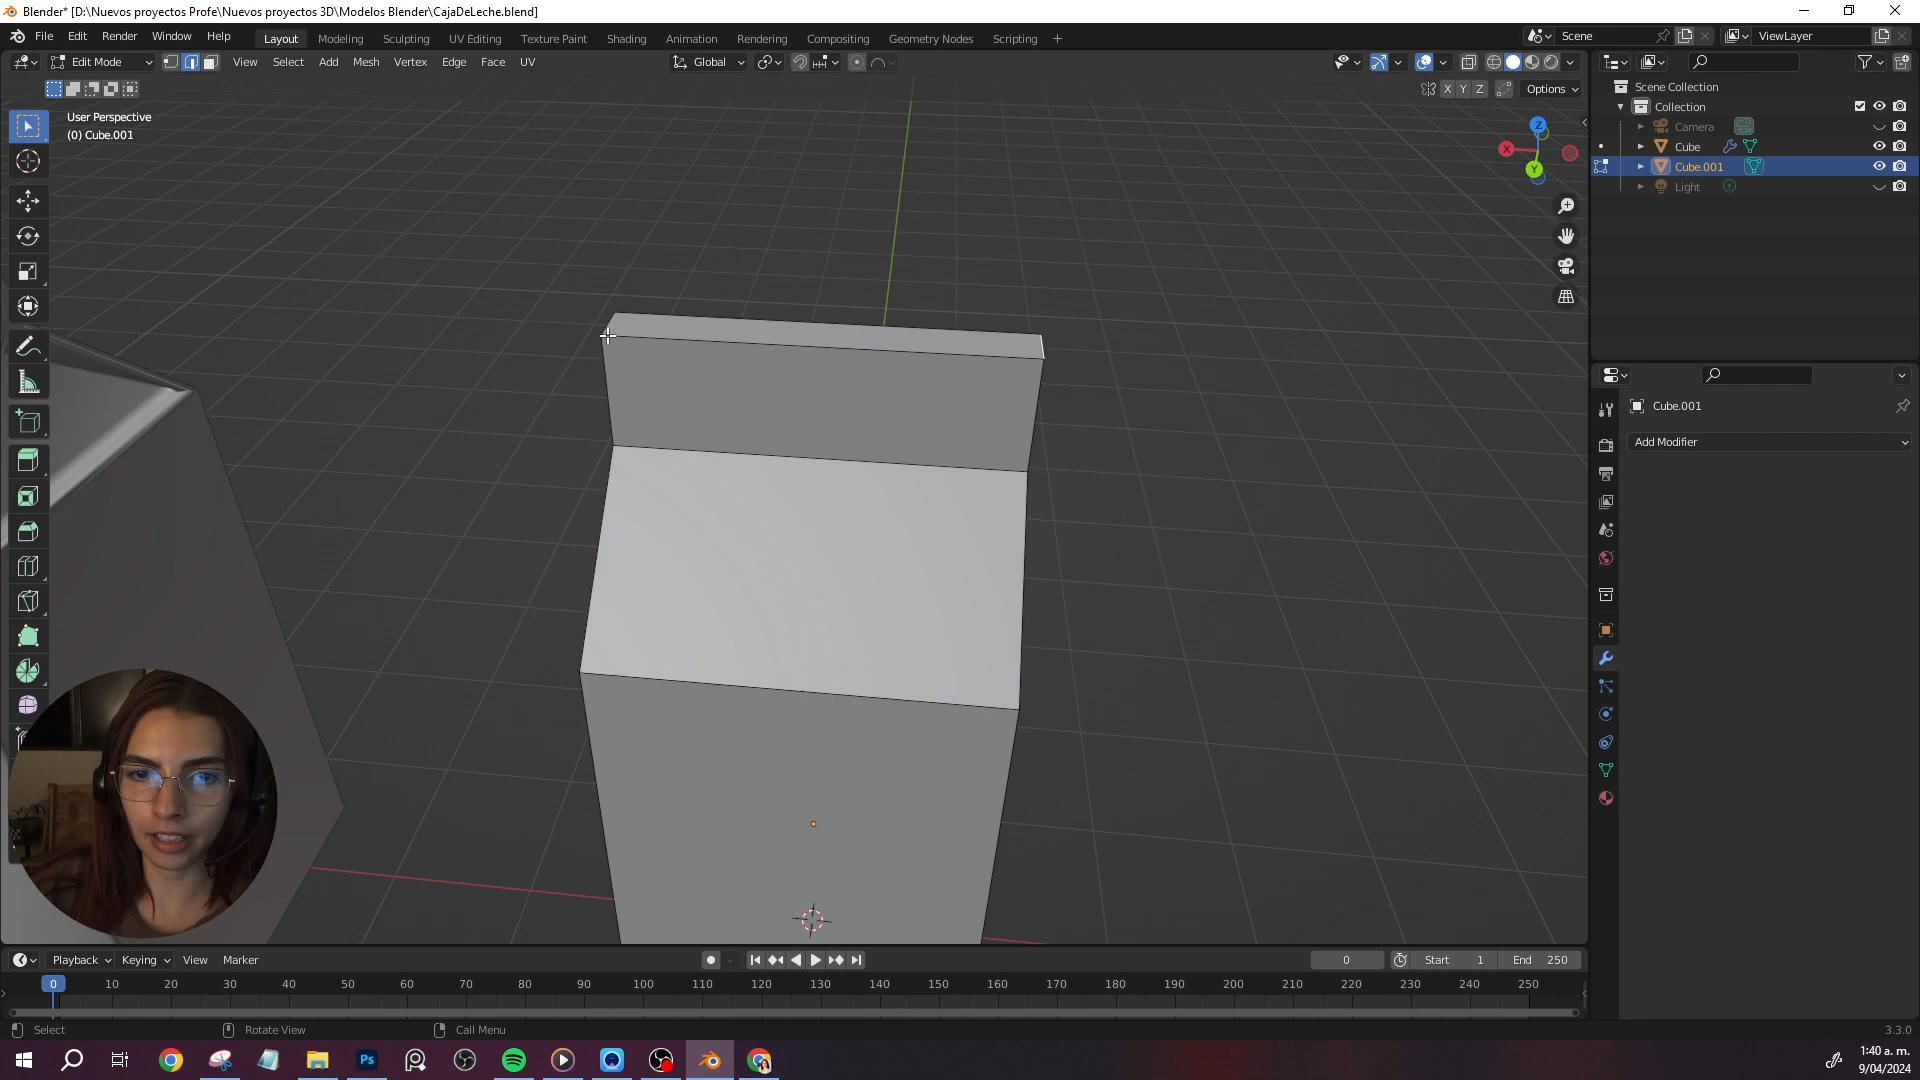 Blender* [D:\Nuevos proyectos Profe\Nuevos proyectos 3D\Modelos Blender\CajaDeLeche.blend]
File Edit Render Window Help
Layout Modeling Sculpting UV Editing Texture Paint Shading Animation Rendering Compositing Geometry Nodes Scripting +
Scene
ViewLayer
Edit Mode
View Select Add Mesh Vertex Edge Face UV
Global
X Y Z
Options
User Perspective
(0) Cube.001
Z
X
Y
Scene Collection
Collection
Camera
Cube
Cube.001
Light
Cube.001
Add Modifier
Playback Keying View Marker
0
Start 1
End 250
0 10 20 30 40 50 60 70 80 90 100 110 120 130 140 150 160 170 180 190 200 210 220 230 240 250
Select
Rotate View
Call Menu
3.3.0
Ps
1:40 a. m.
9/04/2024